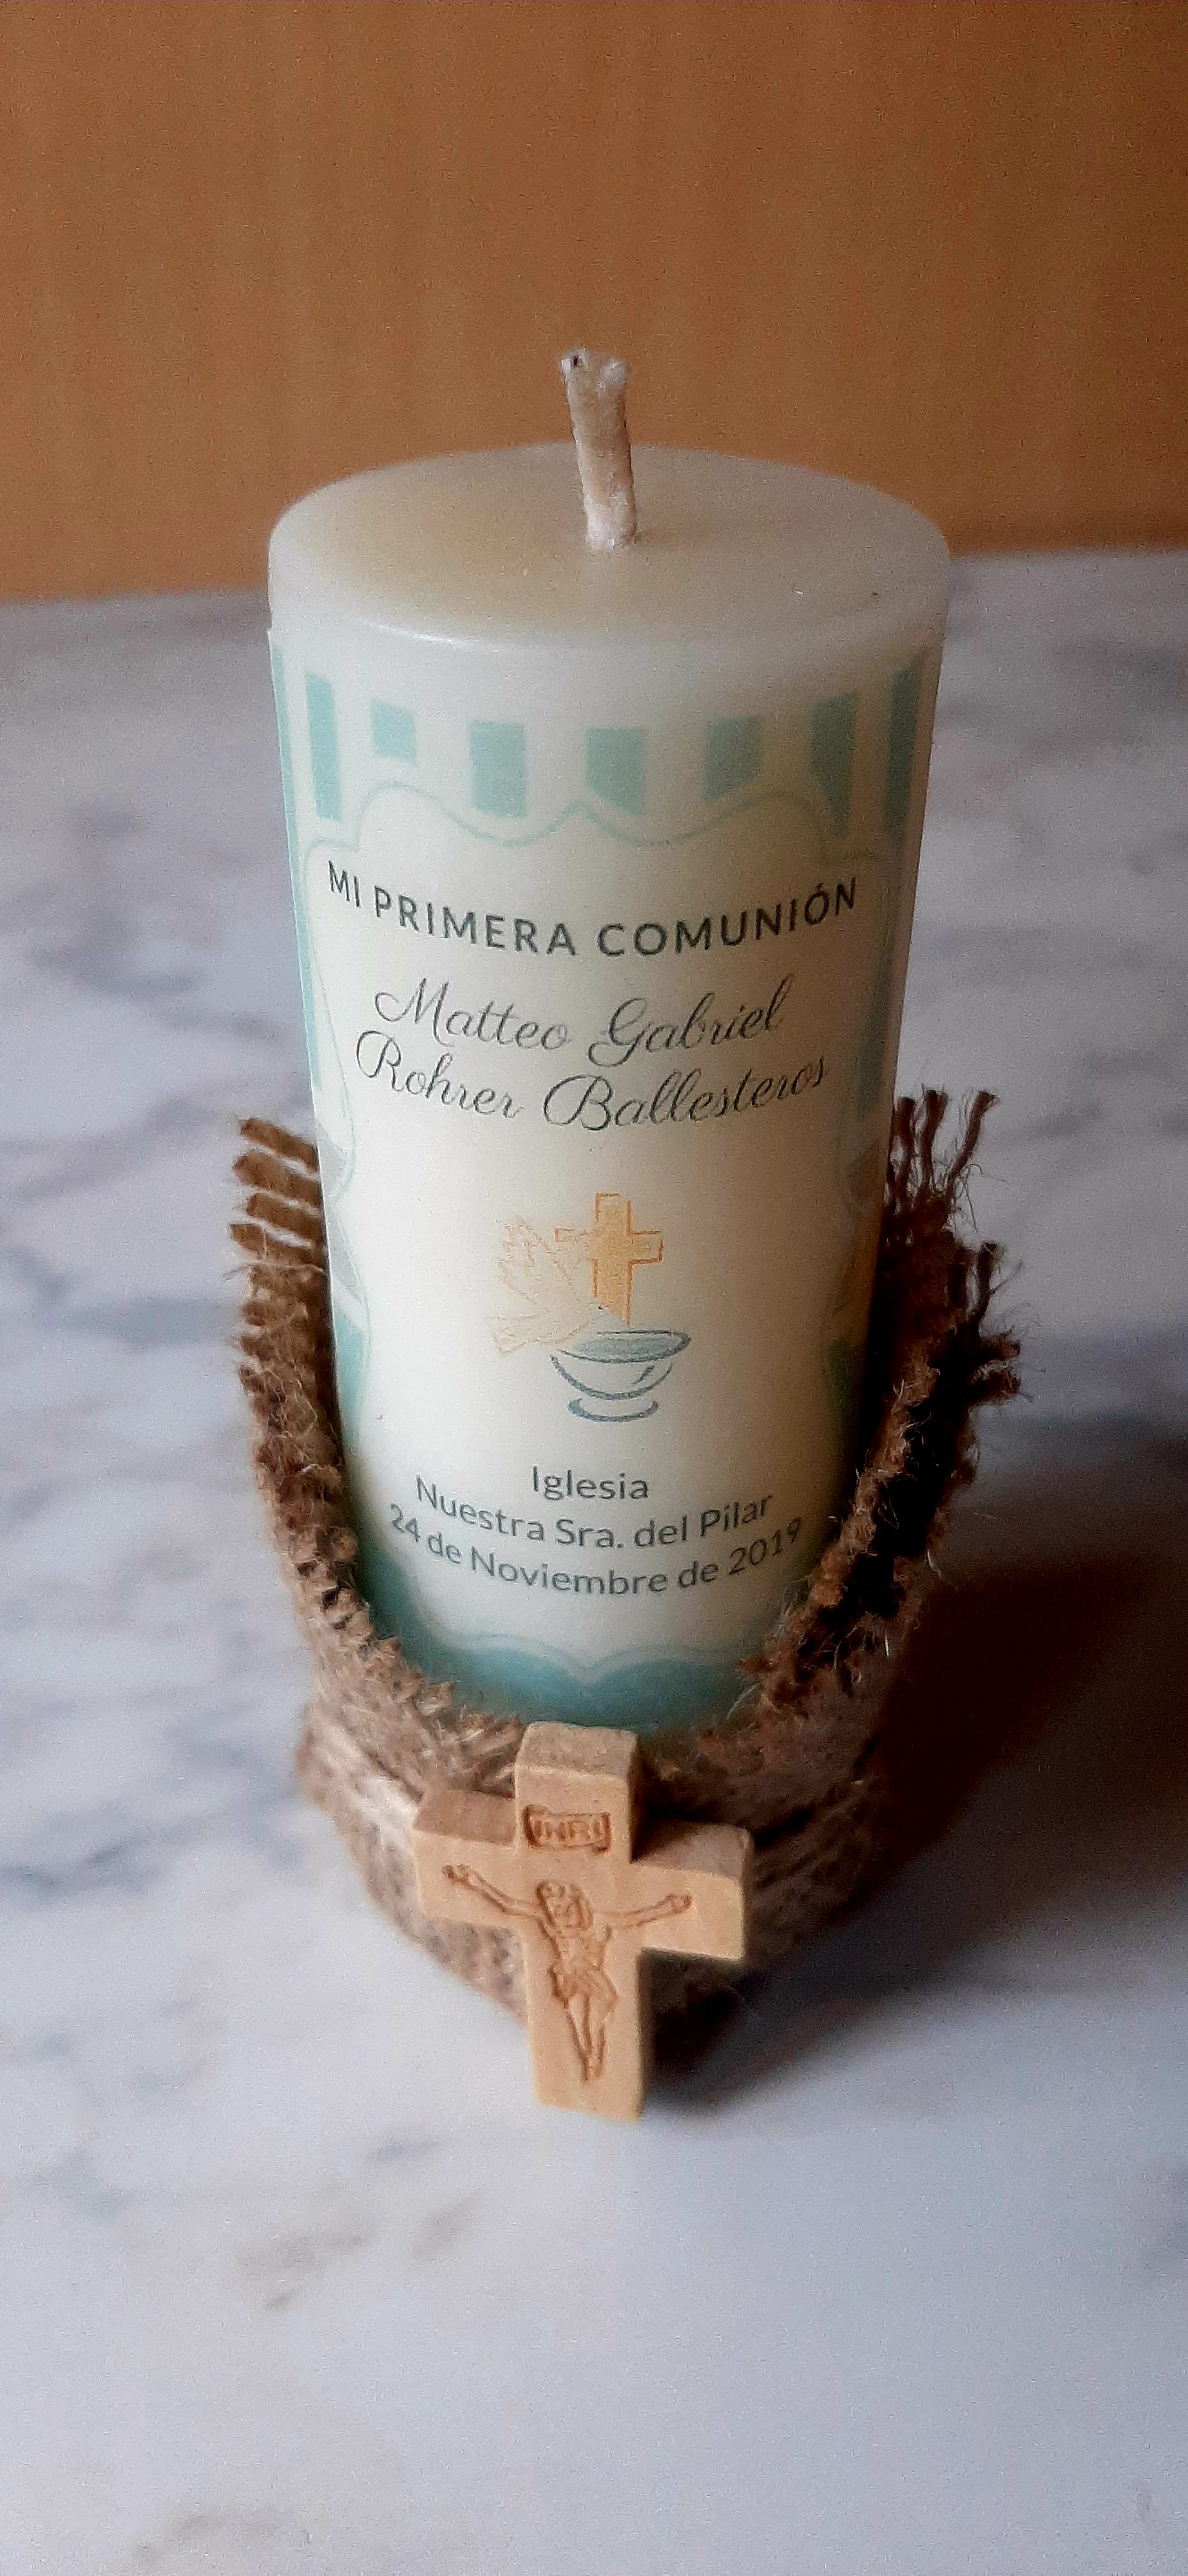 MI PRIMERA COMUNIÓN
Matteo Gabriel
Rohrer Ballesteros
Iglesia
Nuestra Sra. del Pilar
24 de Noviembre de 2019
INRI